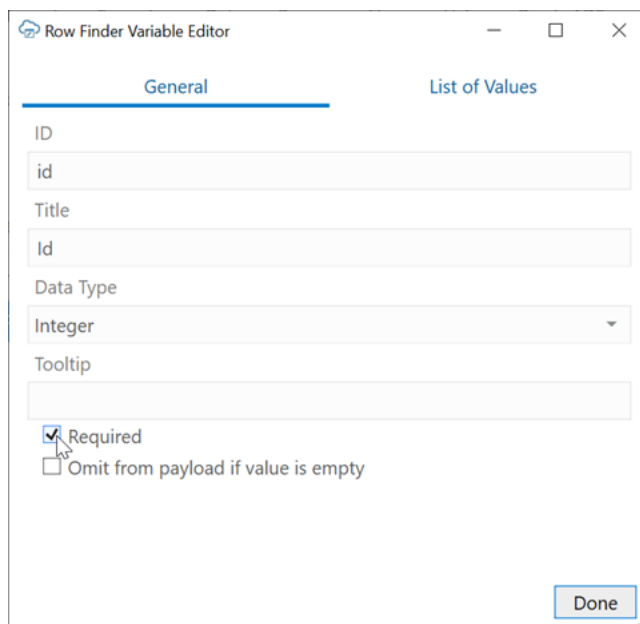 Row Finder Variable Editor
General
List of Values
ID
id
Title
Id
Data Type
Integer
Tooltip
Required
Omit from payload if value is empty
Done